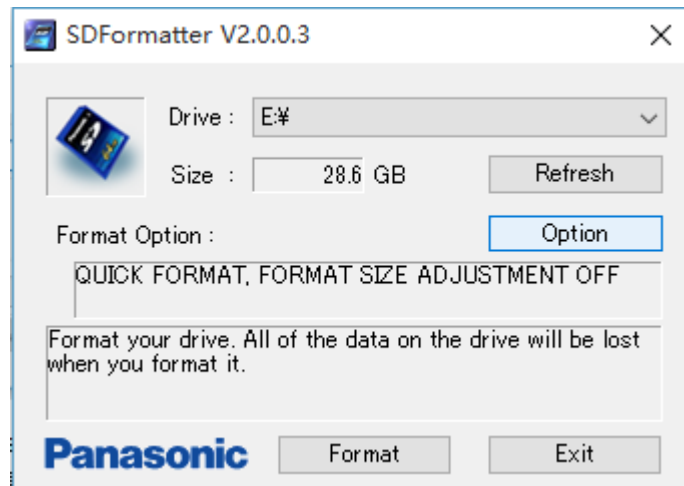 SDFormatter V2.0.0.3
Drive : E:¥
Size : 28.6 GB Refresh
Format Option : Option
QUICK FORMAT, FORMAT SIZE ADJUSTMENT OFF
Format your drive. All of the data on the drive will be lost
when you format it.
Panasonic Format Exit